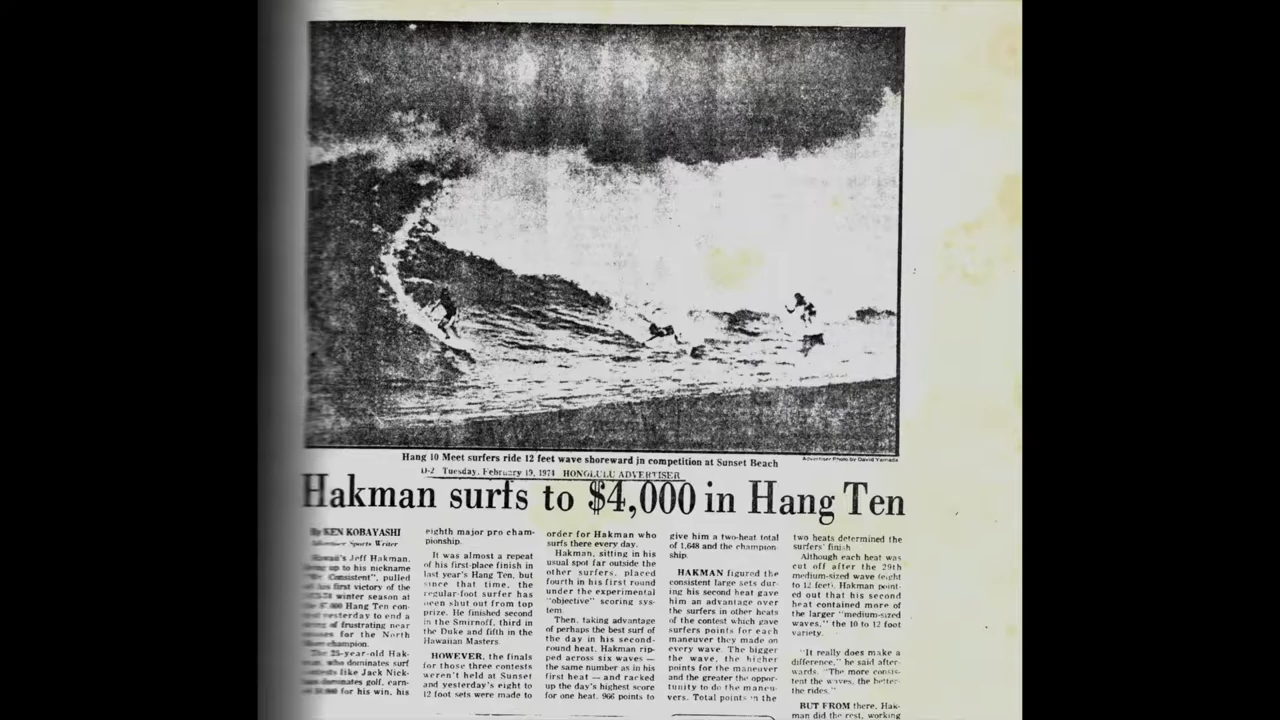 Hang 10 Meet surfers ride 12 feet wave shoreward in competition at Sunset Beach
Advertiser Photo by David Yamada
D-2 Tuesday, February 19, 1974 HONOLULU ADVERTISER
Hakman surfs to $4,000 in Hang Ten
By KEN KOBAYASHI
Advertiser Sports Writer
Hawaii's Jeff Hakman,
up to his nickname
Consistent", pulled
his first victory of the
winter season at
Hang Ten con-
yesterday to end a
of frustrating near
for the North
champion.
The 25-year-old Hak-
who dominates surf
like Jack Nick-
dominates golf, earn-
for his win, his
eighth major pro cham-
pionship.
It was almost a repeat
of his first-place finish in
last year's Hang Ten, but
since that time, the
regular-foot surfer has
been shut out from top
prize. He finished second
in the Smirnoff, third in
the Duke and fifth in the
Hawaiian Masters.
HOWEVER, the finals
for those three contests
weren't held at Sunset
and yesterday's eight to
12 foot sets were made to
order for Hakman who
surfs there every day.
Hakman, sitting in his
usual spot far outside the
other surfers, placed
fourth in his first round
under the experimental
"objective" scoring sys-
tem.
Then, taking advantage
of perhaps the best surf of
the day in his second-
round heat, Hakman rip-
ped across six waves —
the same number as in his
first heat — and racked
up the day's highest score
for one heat, 966 points to
give him a two-heat total
of 1,648 and the champion-
ship.
HAKMAN figured the
consistent large sets dur-
ing his second heat gave
him an advantage over
the surfers in other heats
of the contest which gave
surfers points for each
maneuver they made on
every wave. The bigger
the wave, the higher
points for the maneuver
and the greater the oppor-
tunity to do the maneu-
vers. Total points in the
two heats determined the
surfers' finish
Although each heat was
cut off after the 29th
medium-sized wave (eight
to 12 feet), Hakman point-
ed out that his second
heat contained more of
the larger "medium-sized
waves," the 10 to 12 foot
variety.
"It really does make a
difference," he said after-
wards. "The more consis-
tent the waves, the better
the rides."
BUT FROM there, Hak-
man did the rest, working